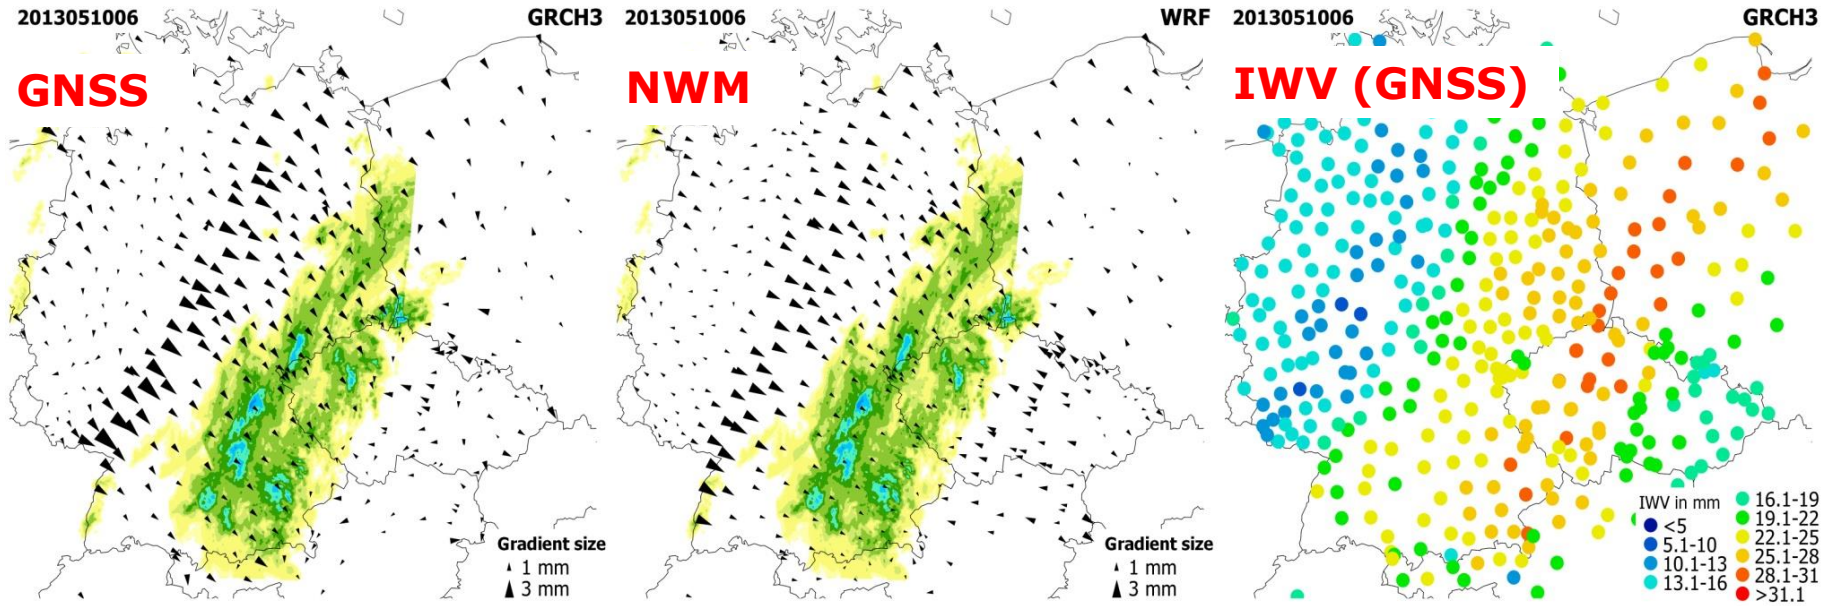 2013051006
GRCH3
GNSS
Gradient size
1 mm
3 mm
2013051006
WRF
NWM
Gradient size
1 mm
3 mm
2013051006
GRCH3
IWV (GNSS)
IWV in mm
<5
5.1-10
10.1-13
13.1-16
16.1-19
19.1-22
22.1-25
25.1-28
28.1-31
>31.1